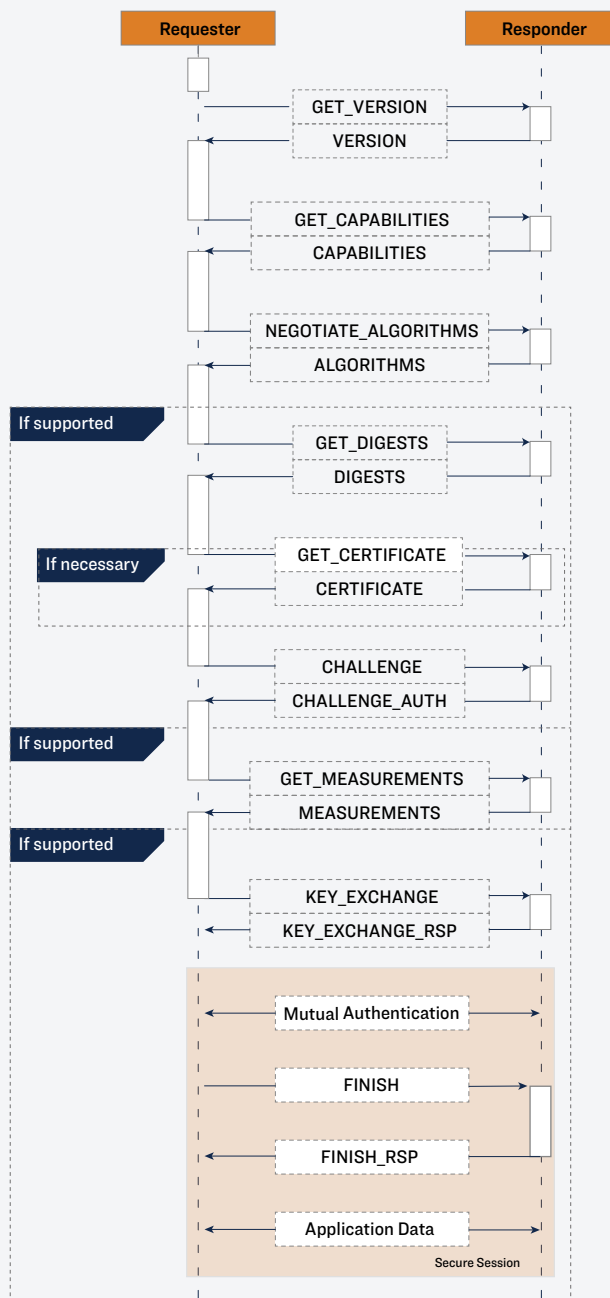 Requester
Responder
GET_VERSION
VERSION
GET_CAPABILITIES
CAPABILITIES
NEGOTIATE_ALGORITHMS
ALGORITHMS
If supported
GET_DIGESTS
DIGESTS
If necessary
GET_CERTIFICATE
CERTIFICATE
CHALLENGE
CHALLENGE_AUTH
If supported
GET_MEASUREMENTS
MEASUREMENTS
If supported
KEY_EXCHANGE
KEY_EXCHANGE_RSP
Mutual Authentication
FINISH
FINISH_RSP
Application Data
Secure Session